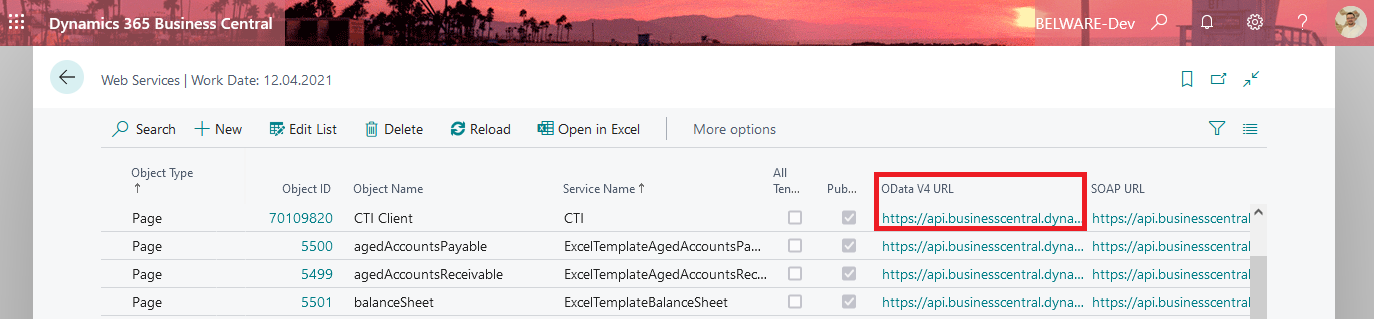 Dynamics 365 Business Central BELWARE-Dev
Web Services | Work Date: 12.04.2021
Search New Edit List Delete Reload Open in Excel More options
Object Type ↑ Object ID Object Name Service Name ↑ All Ten... Pub... OData V4 URL SOAP URL
Page 70109820 CTI Client CTI https://api.businesscentral.dyna... https://api.businesscentral
Page 5500 agedAccountsPayable ExcelTemplateAgedAccountsPa... https://api.businesscentral.dyna... https://api.businesscentral
Page 5499 agedAccountsReceivable ExcelTemplateAgedAccountsRec... https://api.businesscentral.dyna... https://api.businesscentral
Page 5501 balanceSheet ExcelTemplateBalanceSheet https://api.businesscentral.dyna... https://api.businesscentral